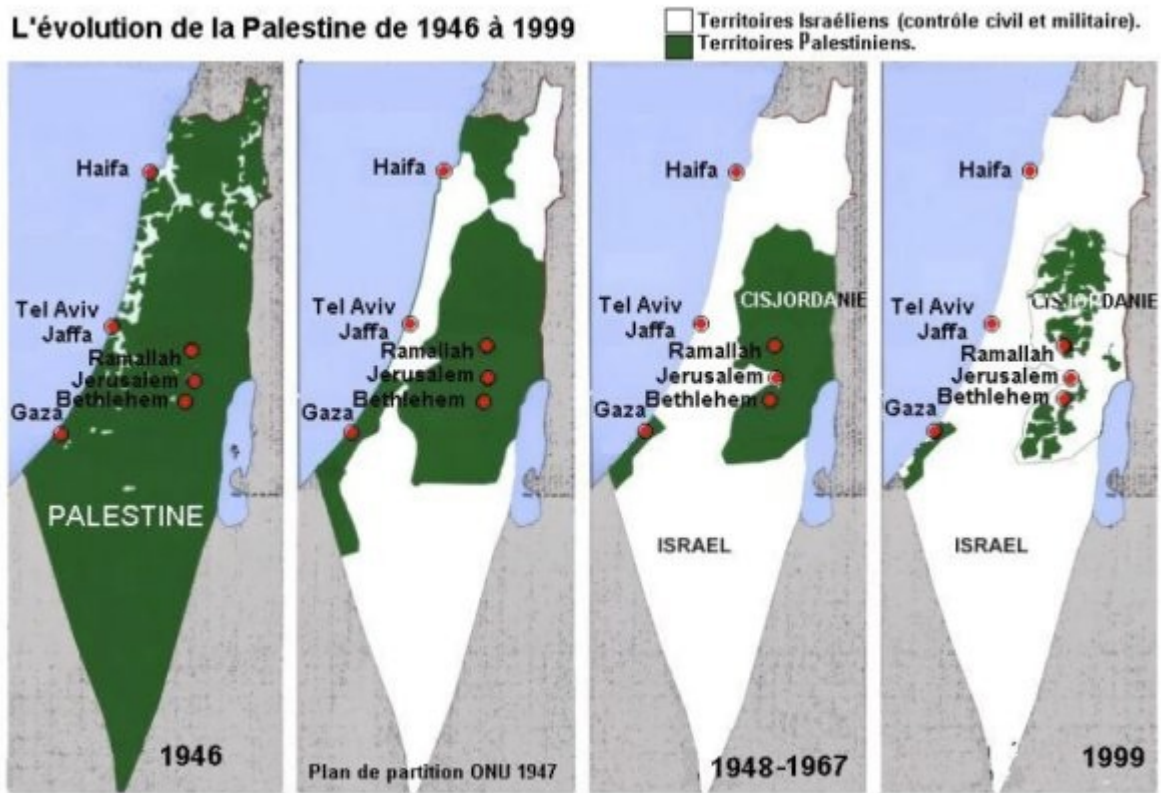 L'évolution de la Palestine de 1946 à 1999
Territoires Israéliens (contrôle civil et militaire).
Territoires Palestiniens.
Haifa
Tel Aviv
Jaffa
Ramallah
Jerusalem
Bethlehem
Gaza
PALESTINE
1946
Haifa
Tel Aviv
Jaffa
Ramallah
Jerusalem
Bethlehem
Gaza
Plan de partition ONU 1947
Haifa
CISJORDANIE
Tel Aviv
Jaffa
Ramallah
Jerusalem
Bethlehem
Gaza
ISRAEL
1948-1967
Haifa
CISJORDANIE
Tel Aviv
Jaffa
Ramallah
Jerusalem
Bethlehem
Gaza
ISRAEL
1999